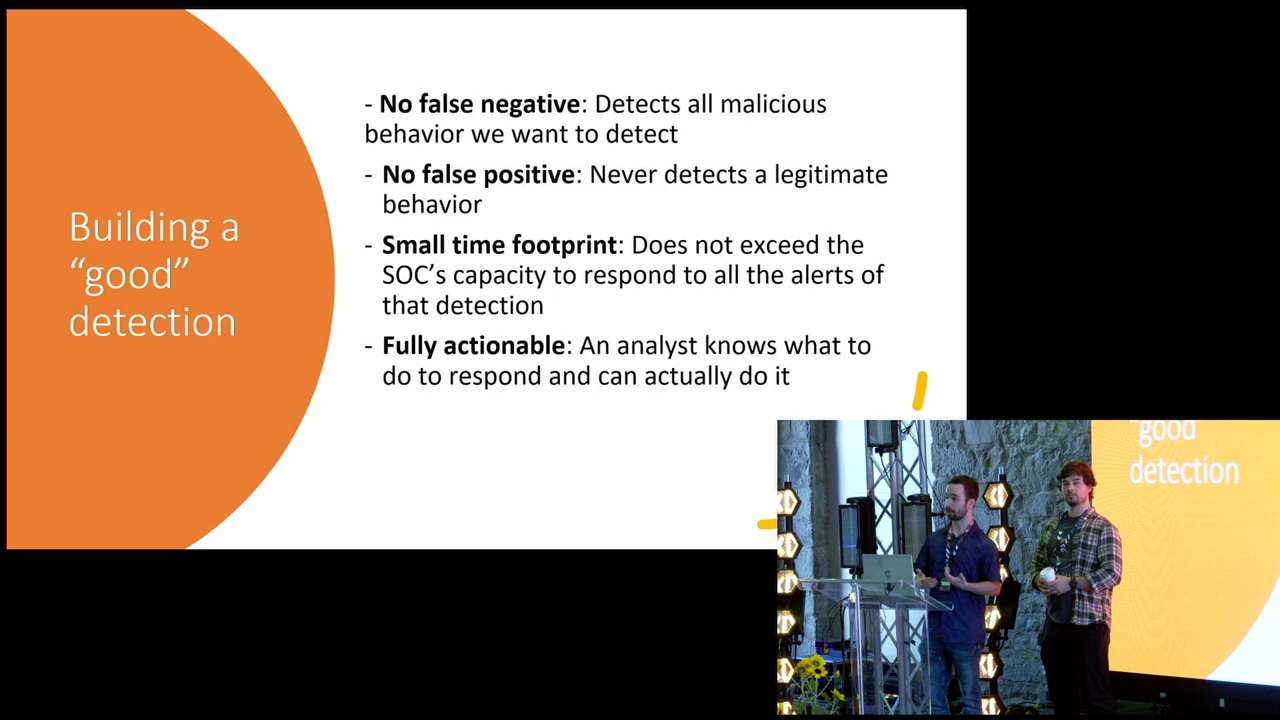 Building a
“good”
detection
- No false negative: Detects all malicious
behavior we want to detect
- No false positive: Never detects a legitimate
behavior
- Small time footprint: Does not exceed the
SOC’s capacity to respond to all the alerts of
that detection
- Fully actionable: An analyst knows what to
do to respond and can actually do it
“good
detection